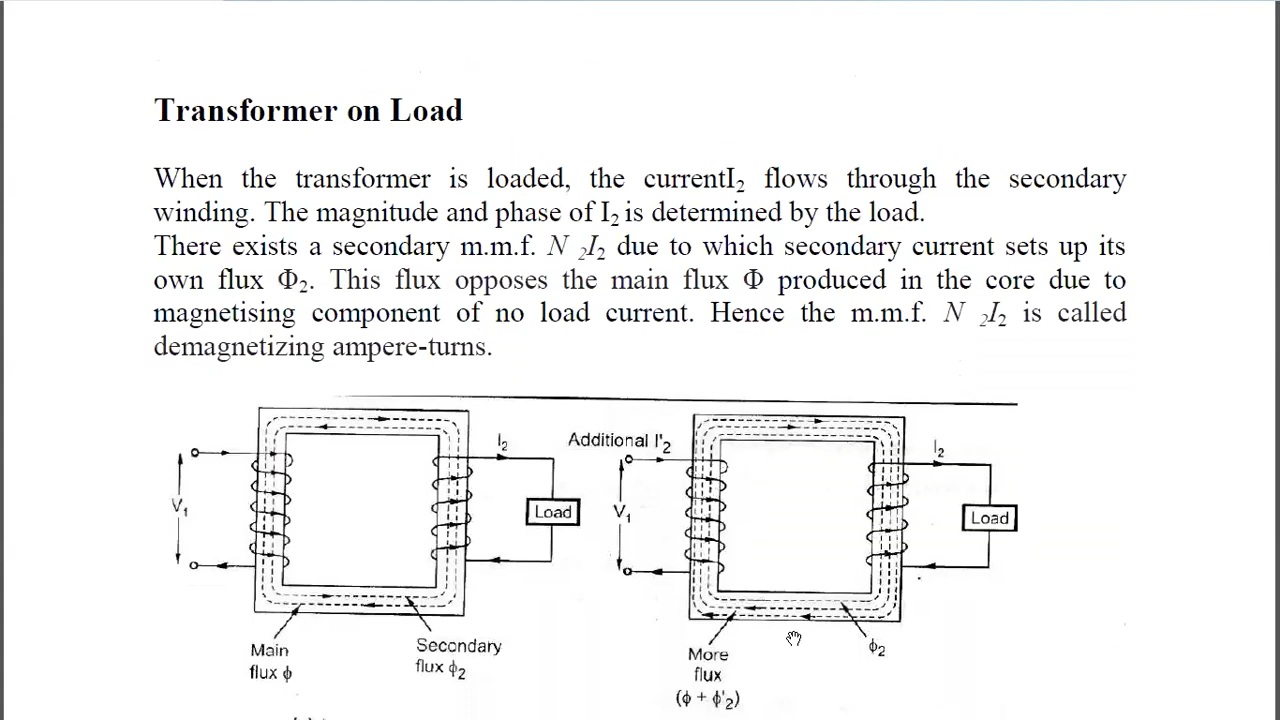 Transformer on Load
When the transformer is loaded, the currentI₂ flows through the secondary
winding. The magnitude and phase of I₂ is determined by the load.
There exists a secondary m.m.f. N ₂I₂ due to which secondary current sets up its
own flux Φ₂. This flux opposes the main flux Φ produced in the core due to
magnetising component of no load current. Hence the m.m.f. N ₂I₂ is called
demagnetizing ampere-turns.
I₂
V₁
Load
Main
flux ϕ
Secondary
flux ϕ₂
Additional I'₂
I₂
V₁
Load
More
flux
(ϕ + ϕ'₂)
ϕ₂